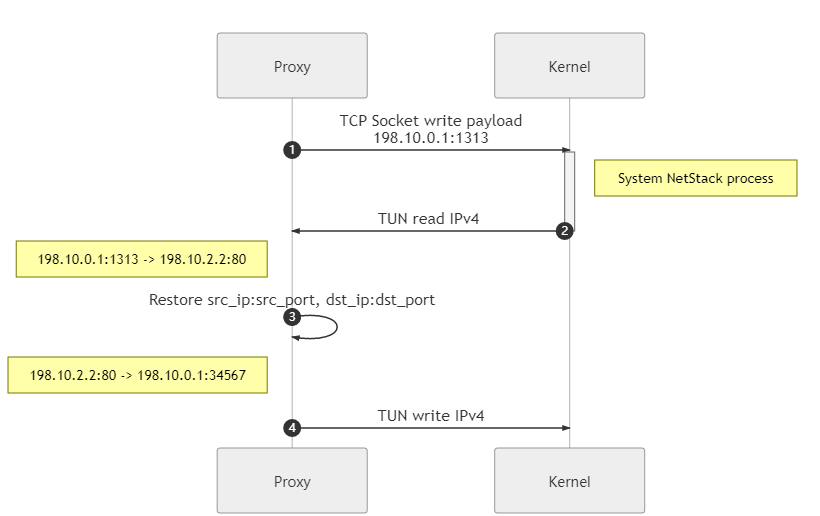 Proxy
Kernel
TCP Socket write payload
198.10.0.1:1313
1
System NetStack process
TUN read IPv4
2
198.10.0.1:1313 -> 198.10.2.2:80
Restore src_ip:src_port, dst_ip:dst_port
3
198.10.2.2:80 -> 198.10.0.1:34567
TUN write IPv4
4
Proxy
Kernel